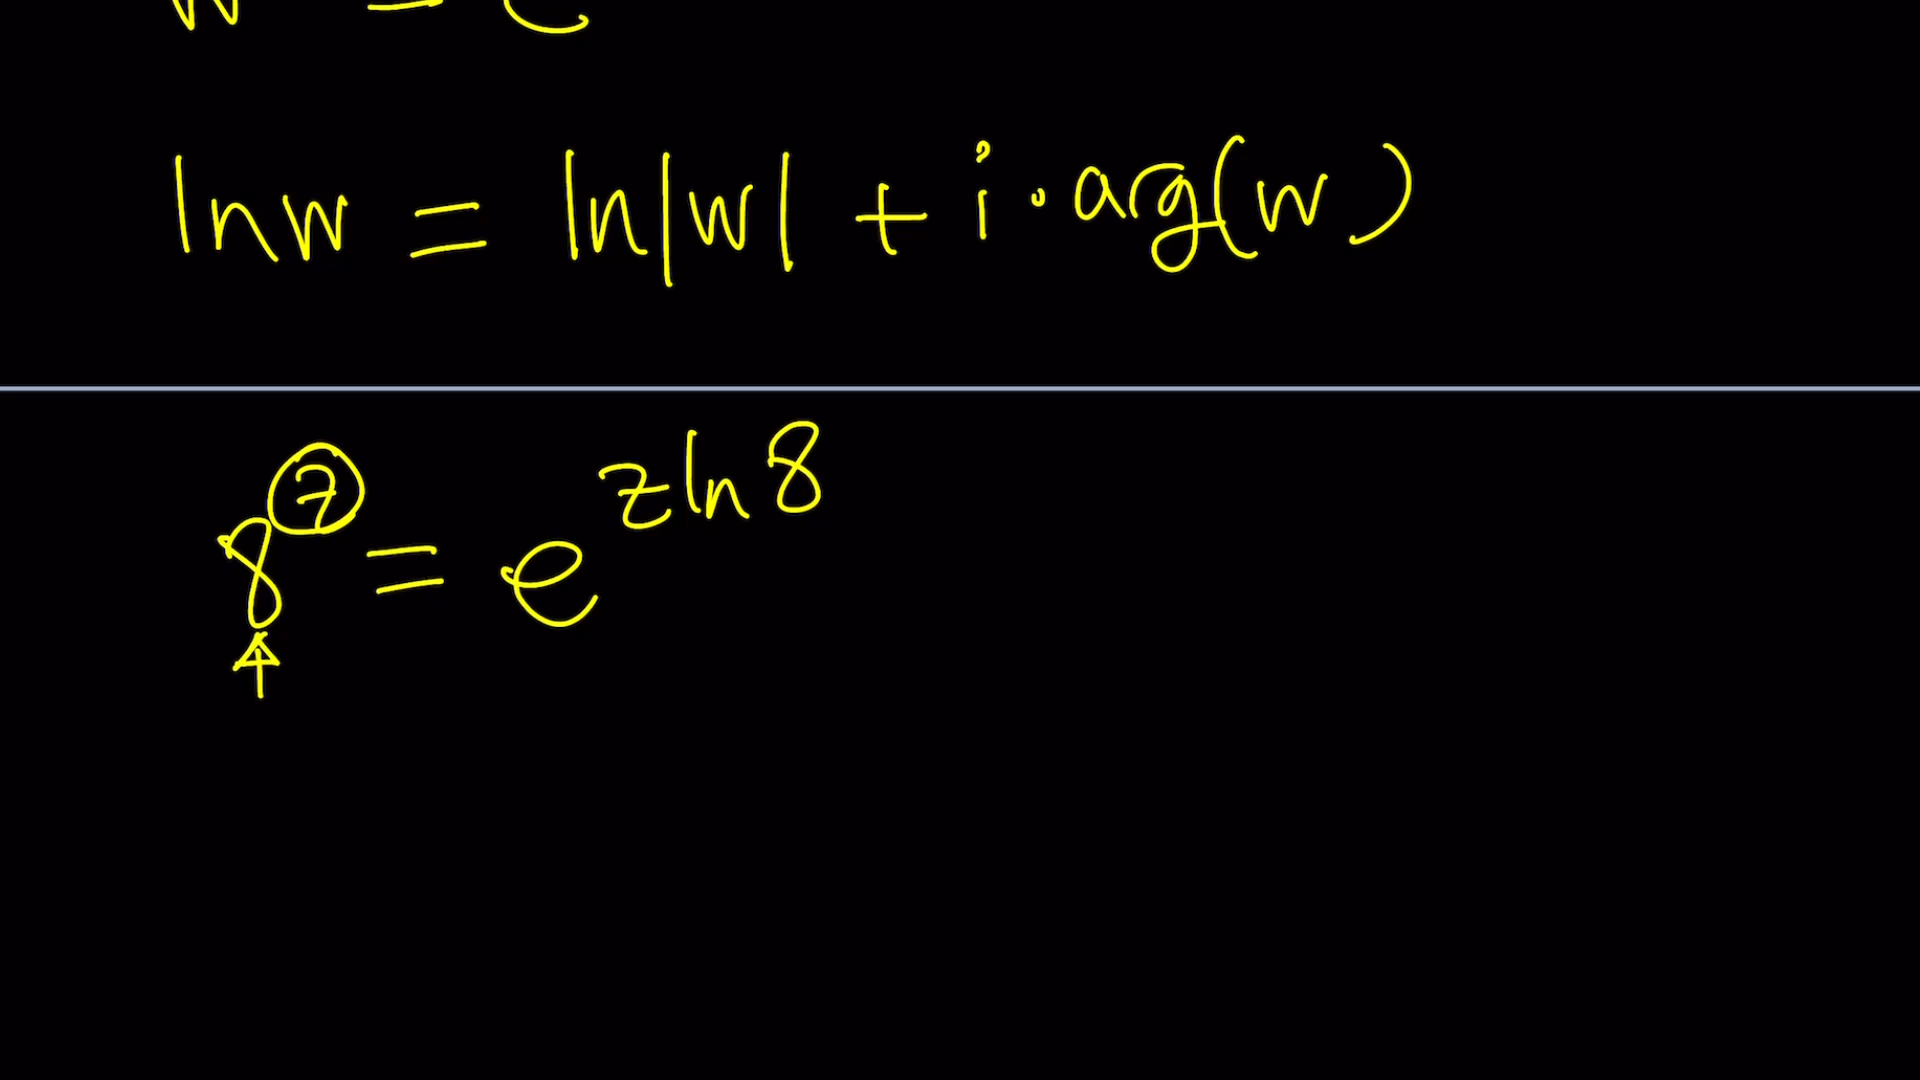 w = e
ln w = ln|w| + i · arg(w)
8^z = e^{z ln 8}